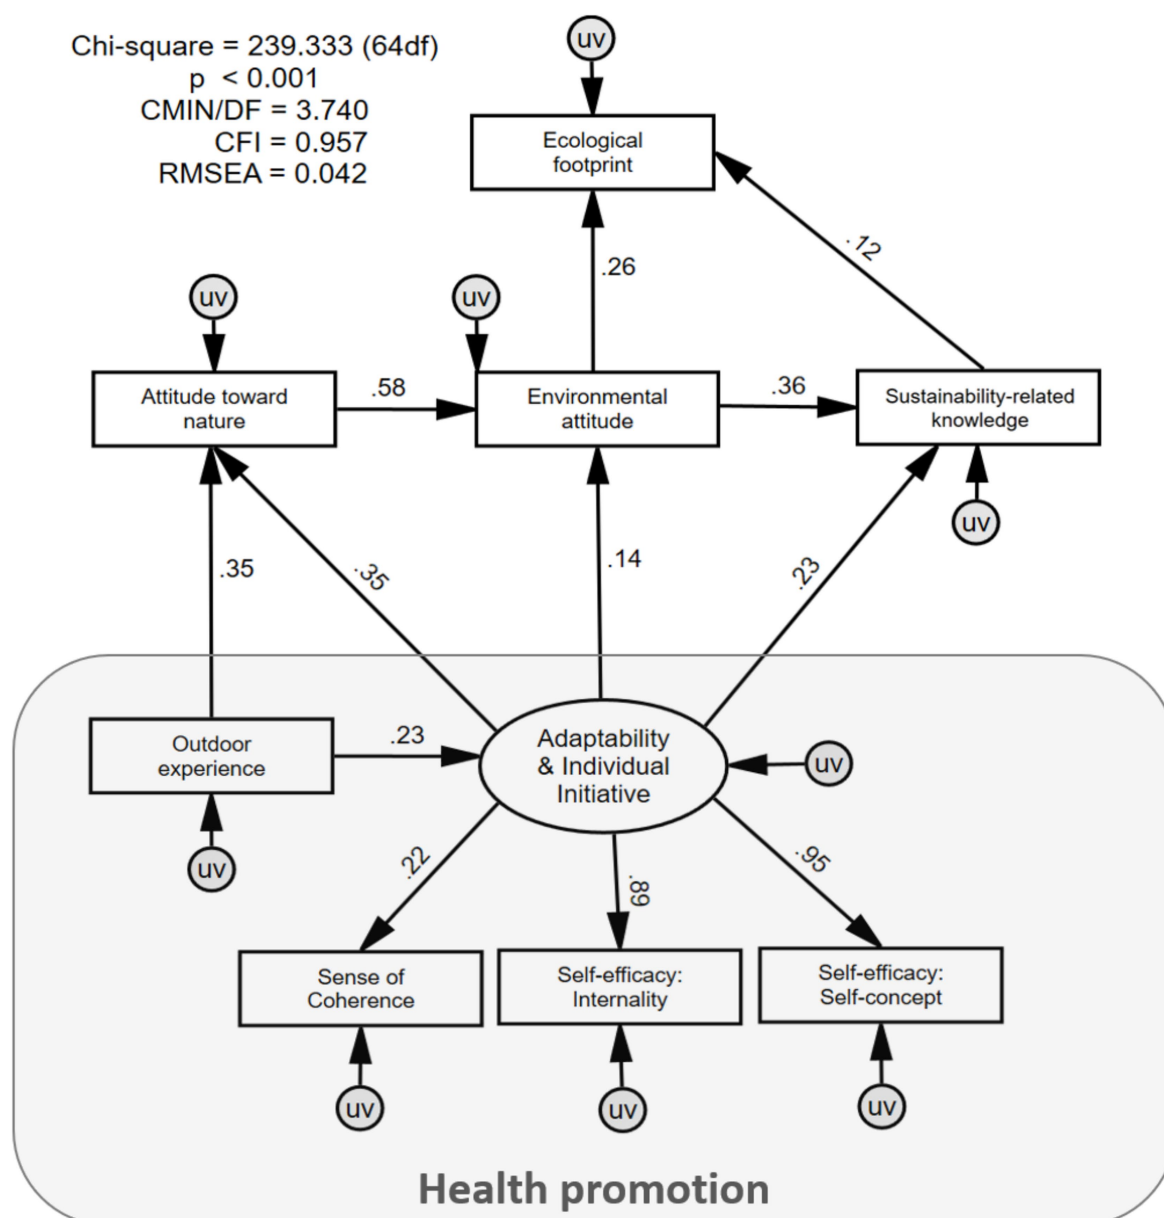 Chi-square = 239.333 (64df)
p < 0.001
CMIN/DF = 3.740
CFI = 0.957
RMSEA = 0.042
uv
Ecological
footprint
.26
.12
uv
uv
Attitude toward
nature
.58
Environmental
attitude
.36
Sustainability-related
knowledge
uv
.35
.35
.14
.23
Outdoor
experience
.23
Adaptability
& Individual
Initiative
uv
uv
.22
.89
.95
Sense of
Coherence
Self-efficacy:
Internality
Self-efficacy:
Self-concept
uv
uv
uv
Health promotion